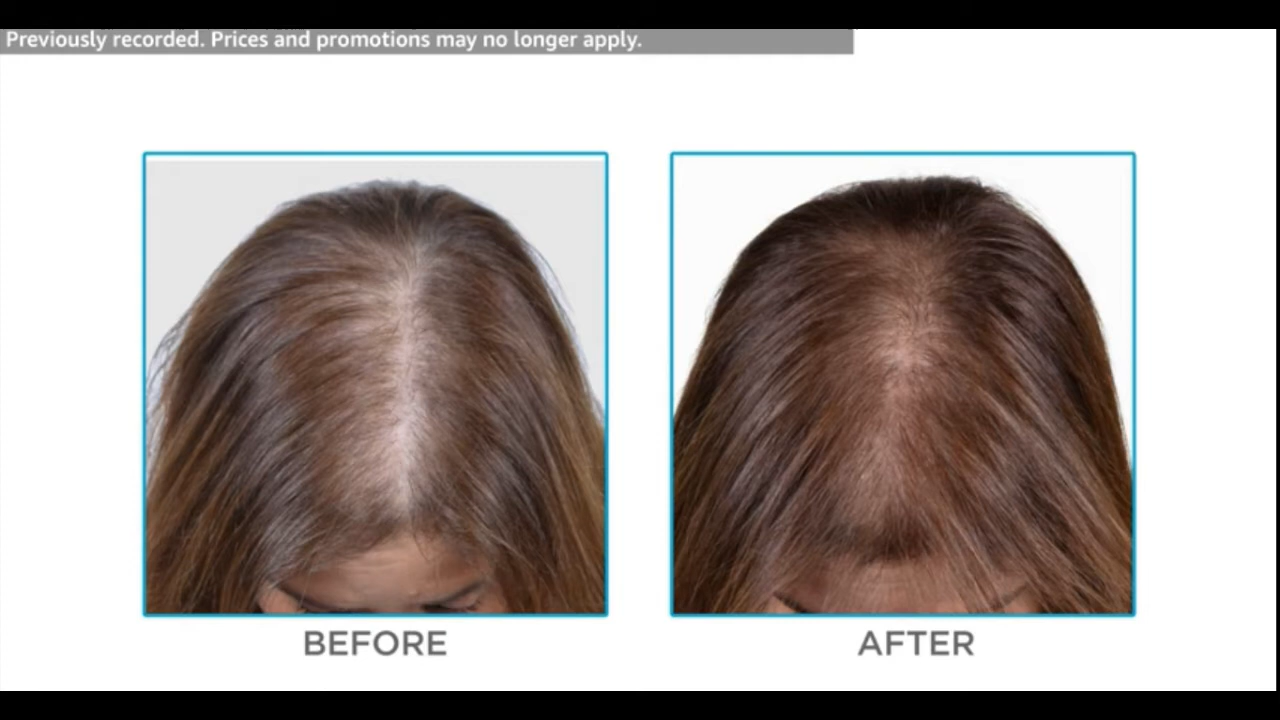 Previously recorded. Prices and promotions may no longer apply.
BEFORE
AFTER